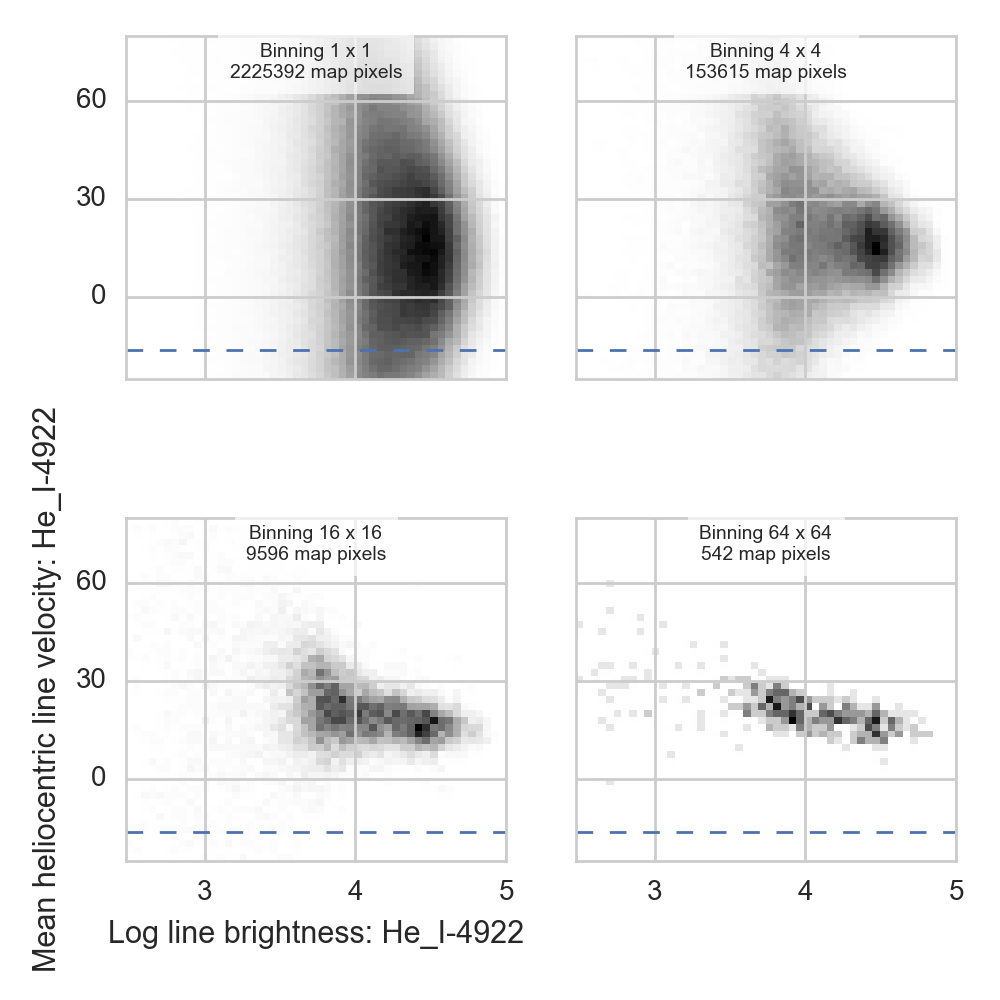 Binning 1 x 1
2225392 map pixels
Binning 4 x 4
153615 map pixels
60
30
0
Mean heliocentric line velocity: He_I-4922
Binning 16 x 16
9596 map pixels
Binning 64 x 64
542 map pixels
60
30
0
3 4 5 3 4 5
Log line brightness: He_I-4922